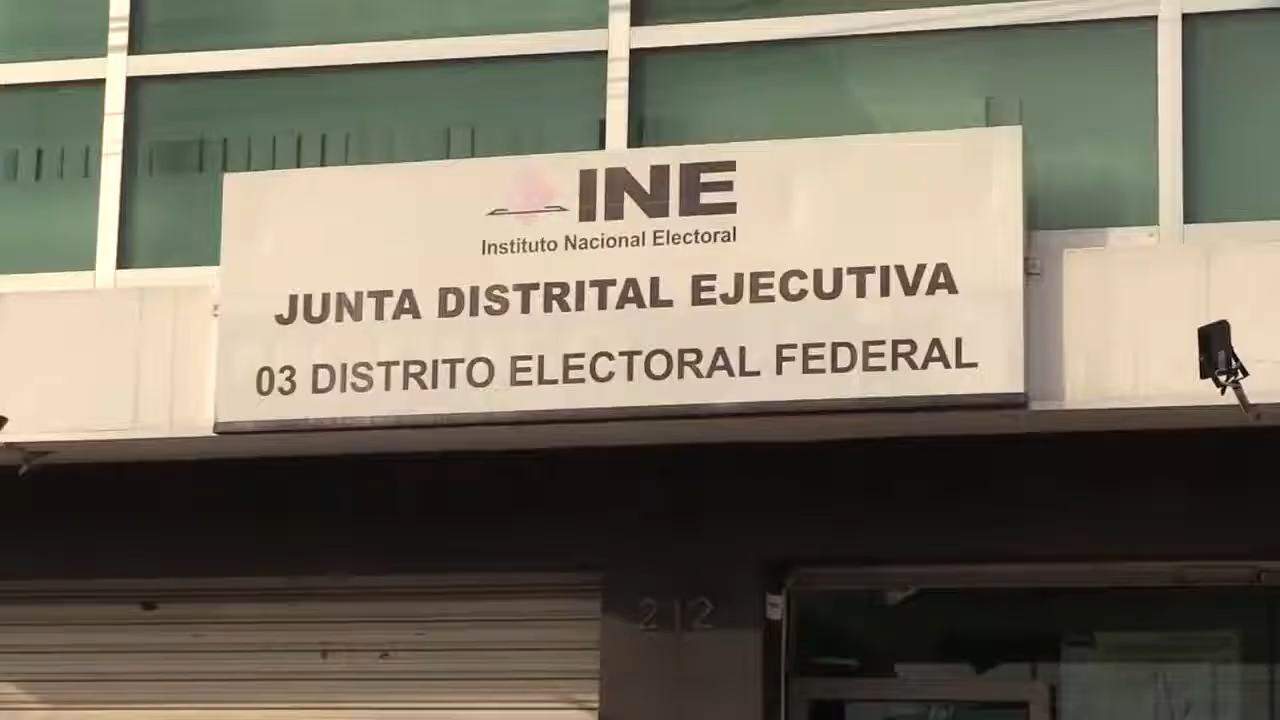 INE
Instituto Nacional Electoral
JUNTA DISTRITAL EJECUTIVA
03 DISTRITO ELECTORAL FEDERAL
212